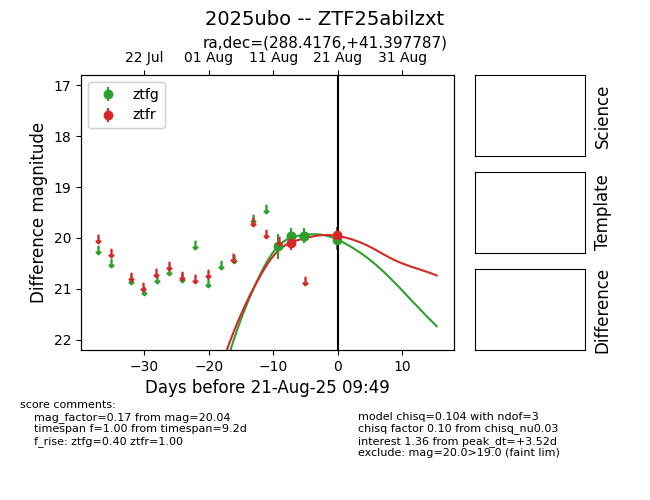 2025ubo -- ZTF25abilzxt
ra,dec=(288.4176,+41.397787)
22 Jul 01 Aug 11 Aug 21 Aug 31 Aug
ztfg
ztfr
17
18
19
20
21
22
Difference magnitude
−30 −20 −10 0 10
Days before 21-Aug-25 09:49
Science
Template
Difference
score comments:
mag_factor=0.17 from mag=20.04
timespan f=1.00 from timespan=9.2d
f_rise: ztfg=0.40 ztfr=1.00
model chisq=0.104 with ndof=3
chisq factor 0.10 from chisq_nu0.03
interest 1.36 from peak_dt=+3.52d
exclude: mag=20.0>19.0 (faint lim)